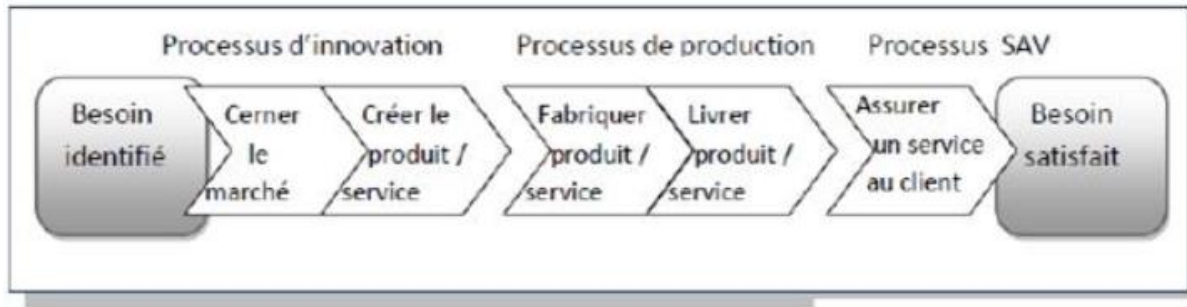 Processus d'innovation Processus de production Processus SAV
Besoin
identifié
Cerner
le
marché
Créer le
produit /
service
Fabriquer
produit /
service
Livrer
produit /
service
Assurer
un service
au client
Besoin
satisfait